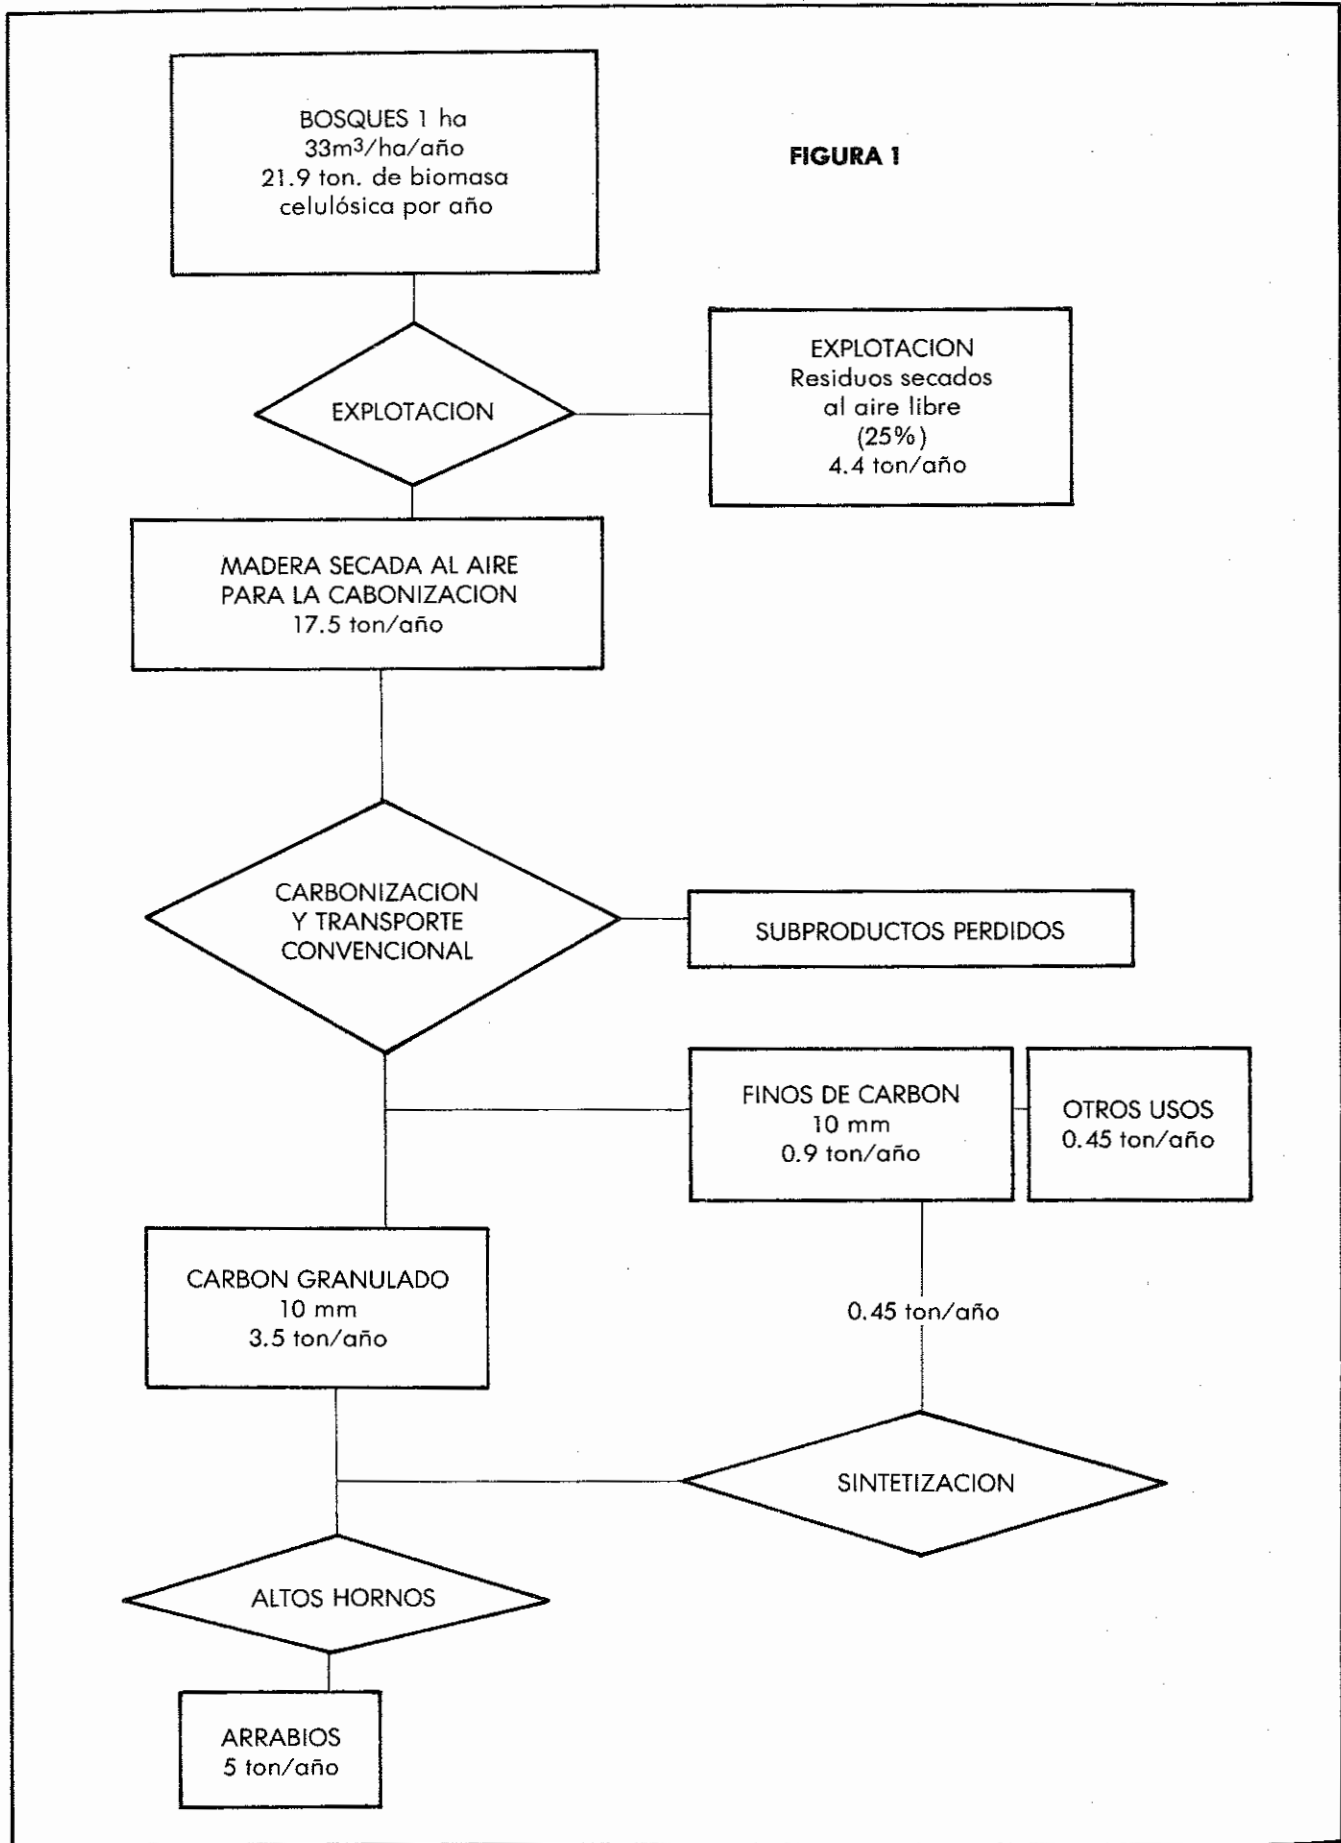 BOSQUES 1 ha
33m³/ha/año
21.9 ton. de biomasa
celulósica por año
FIGURA 1
EXPLOTACION
EXPLOTACION
Residuos secados
al aire libre
(25%)
4.4 ton/año
MADERA SECADA AL AIRE
PARA LA CABONIZACION
17.5 ton/año
CARBONIZACION
Y TRANSPORTE
CONVENCIONAL
SUBPRODUCTOS PERDIDOS
FINOS DE CARBON
10 mm
0.9 ton/año
OTROS USOS
0.45 ton/año
CARBON GRANULADO
10 mm
3.5 ton/año
0.45 ton/año
SINTETIZACION
ALTOS HORNOS
ARRABIOS
5 ton/año